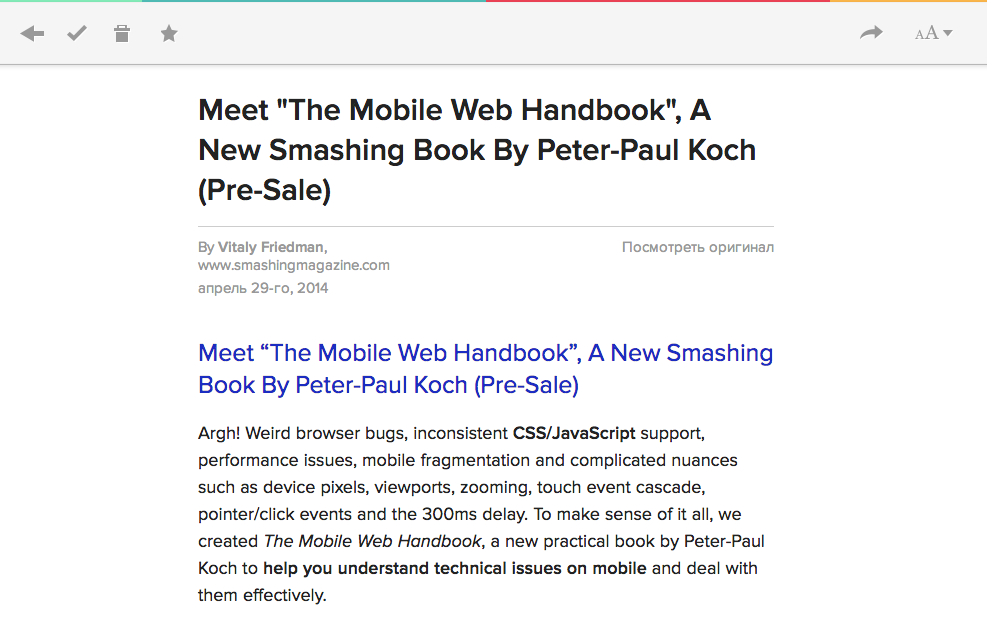 AA
Meet "The Mobile Web Handbook", A
New Smashing Book By Peter-Paul Koch
(Pre-Sale)
By Vitaly Friedman,
www.smashingmagazine.com
апрель 29-го, 2014
Посмотреть оригинал
Meet “The Mobile Web Handbook”, A New Smashing
Book By Peter-Paul Koch (Pre-Sale)
Argh! Weird browser bugs, inconsistent CSS/JavaScript support,
performance issues, mobile fragmentation and complicated nuances
such as device pixels, viewports, zooming, touch event cascade,
pointer/click events and the 300ms delay. To make sense of it all, we
created The Mobile Web Handbook, a new practical book by Peter-Paul
Koch to help you understand technical issues on mobile and deal with
them effectively.